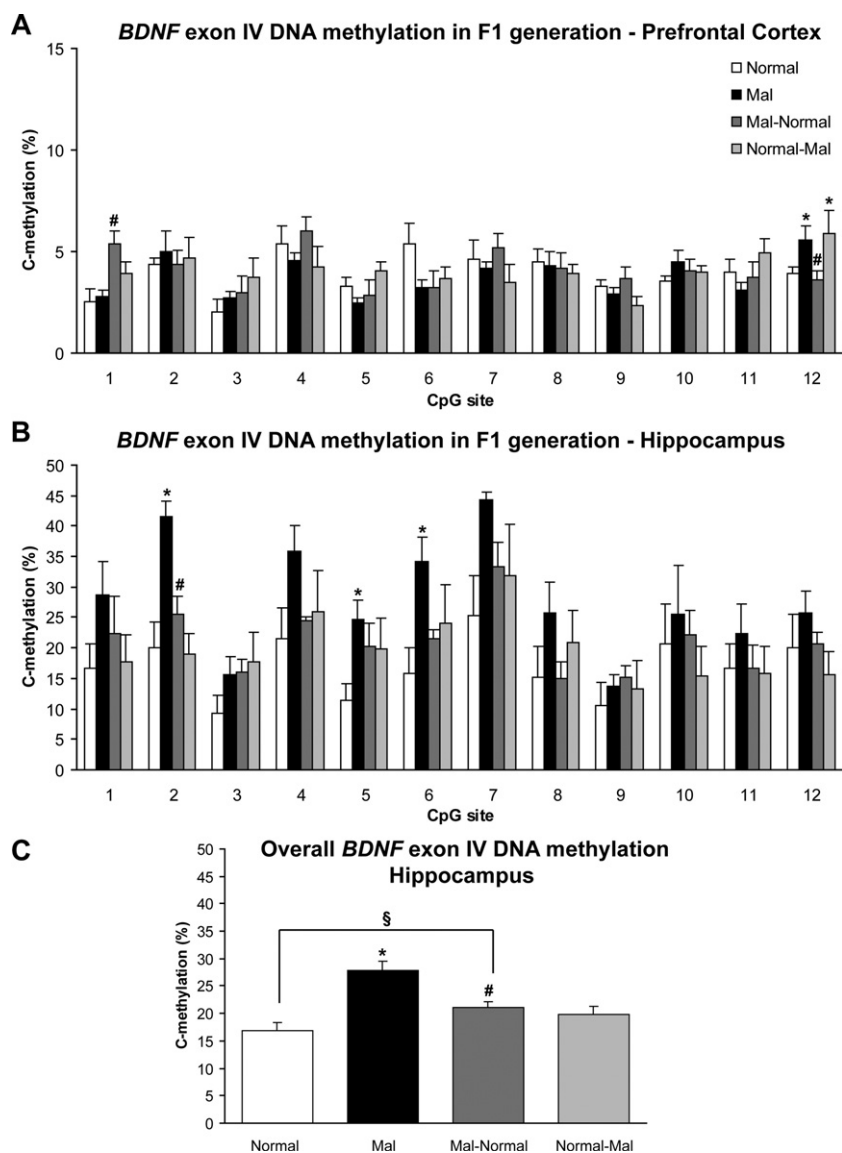 A
BDNF exon IV DNA methylation in F1 generation - Prefrontal Cortex
15
10
5
0
C-methylation (%)
Normal
Mal
Mal-Normal
Normal-Mal
#
*
#
*
1 2 3 4 5 6 7 8 9 10 11 12
CpG site
B
BDNF exon IV DNA methylation in F1 generation - Hippocampus
50
45
40
35
30
25
20
15
10
5
0
C-methylation (%)
*
#
*
*
1 2 3 4 5 6 7 8 9 10 11 12
CpG site
C
Overall BDNF exon IV DNA methylation
Hippocampus
50
45
40
35
30
25
20
15
10
5
0
C-methylation (%)
§
*
#
Normal Mal Mal-Normal Normal-Mal